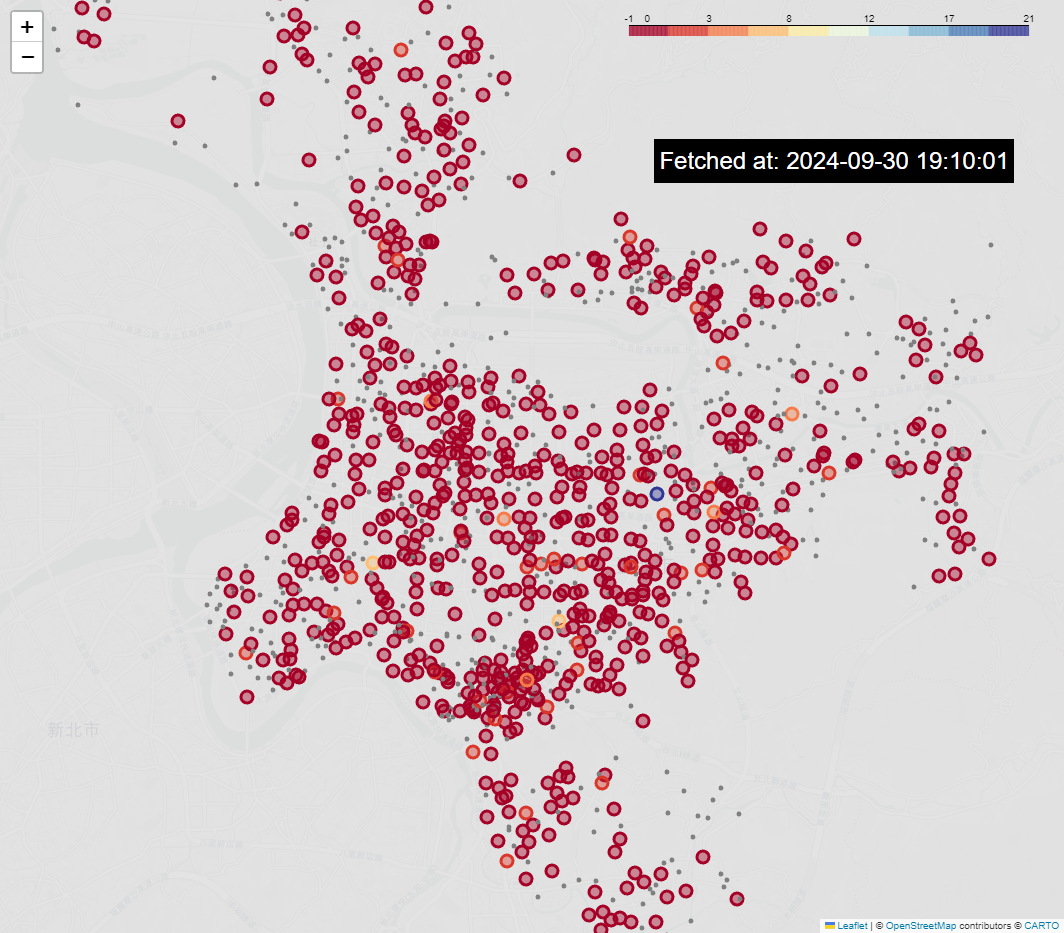 +
−
-1 0 3 8 12 17 21
Fetched at: 2024-09-30 19:10:01
新北市
Leaflet | © OpenStreetMap contributors © CARTO